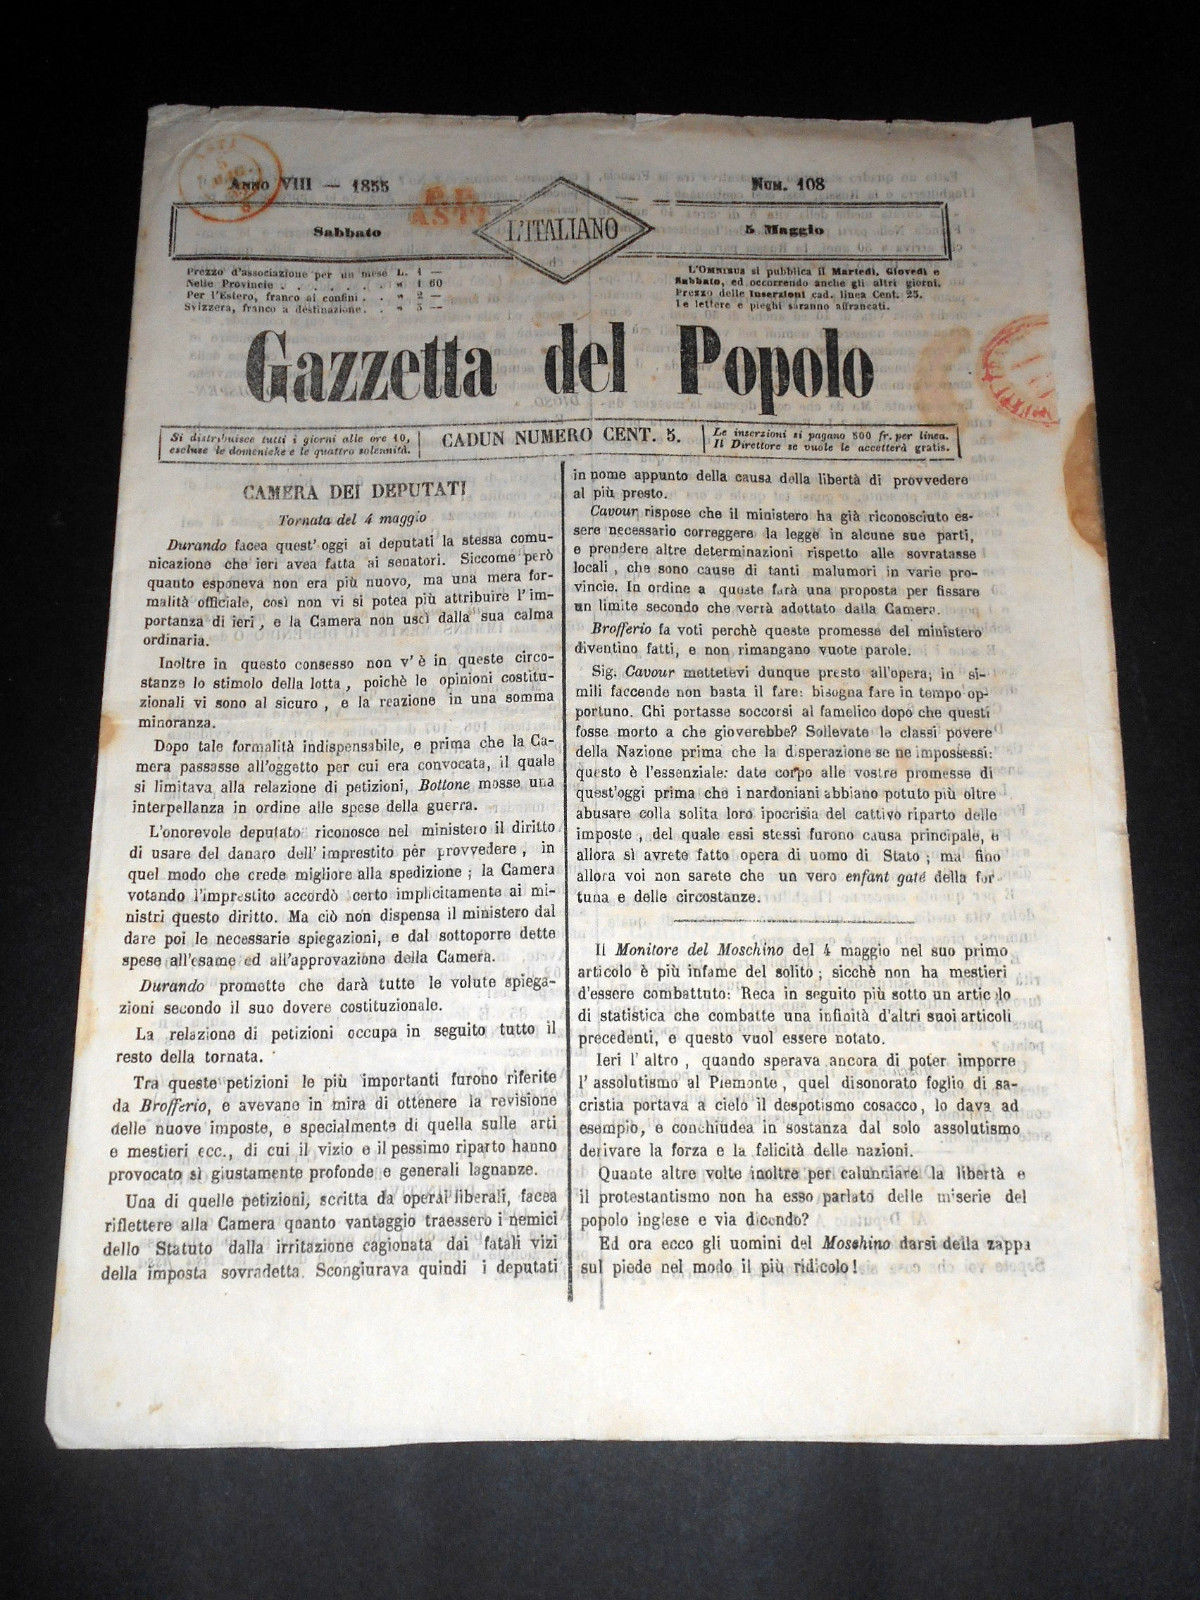 ASTI
Anno VIII — 1855
Num. 108
P.P.
ASTI
Sabbato
L'ITALIANO
5 Maggio
Prezzo d'associazione per un mese L. 1 —
Nelle Provincie . . . . . . . » 1 60
Per l'Estero, franco ai confini . . » 2 —
Svizzera, franco a destinazione . . » 5 —
L'Omnibus si pubblica il Martedì, Giovedì e
Sabbato, ed occorrendo anche gli altri giorni.
Prezzo delle Inserzioni cad. linea Cent. 25.
Le lettere e pieghi saranno affrancati.
Gazzetta del Popolo
Si distribuisce tutti i giorni alle ore 10,
escluse le domeniche e le quattro solennità.
CADUN NUMERO CENT. 5.
Le inserzioni si pagano 500 fr. per linea.
Il Direttore se vuole le accetterà gratis.
CAMERA DEI DEPUTATI
Tornata del 4 maggio
Durando facea quest'oggi ai deputati la stessa comu-
nicazione che ieri avea fatta ai senatori. Siccome però
quanto esponeva non era più nuovo, ma una mera for-
malità officiale, così non vi si potea più attribuire l'im-
portanza di ieri, e la Camera non uscì dalla sua calma
ordinaria.
Inoltre in questo consesso non v'è in queste circo-
stanze lo stimolo della lotta, poichè le opinioni costitu-
zionali vi sono al sicuro, e la reazione in una somma
minoranza.
Dopo tale formalità indispensabile, e prima che la Ca-
mera passasse all'oggetto per cui era convocata, il quale
si limitava alla relazione di petizioni, Bottone mosse una
interpellanza in ordine alle spese della guerra.
L'onorevole deputato riconosce nel ministero il diritto
di usare del danaro dell'imprestito pèr provvedere, in
quel modo che crede migliore alla spedizione; la Camera
votando l'imprestito accordò certo implicitamente ai mi-
nistri questo diritto. Ma ciò non dispensa il ministero dal
dare poi le necessarie spiegazioni, e dal sottoporre dette
spese all'esame ed all'approvazione della Camera.
Durando promette che darà tutte le volute spiega-
zioni secondo il suo dovere costituzionale.
La relazione di petizioni occupa in seguito tutto il
resto della tornata.
Tra queste petizioni le più importanti furono riferite
da Brofferio, e avevano in mira di ottenere la revisione
delle nuove imposte, e specialmente di quella sulle arti
e mestieri ecc., di cui il vizio e il pessimo riparto hanno
provocato sì giustamente profonde e generali lagnanze.
Una di quelle petizioni, scritta da operai liberali, facea
riflettere alla Camera quanto vantaggio traessero i nemici
dello Statuto dalla irritazione cagionata dai fatali vizi
della imposta sovradetta. Scongiurava quindi i deputati
in nome appunto della causa della libertà di provvedere
al più presto.
Cavour rispose che il ministero ha già riconosciuto es-
sere necessario correggere la legge in alcune sue parti,
e prendere altre determinazioni rispetto alle sovratasse
locali, che sono cause di tanti malumori in varie pro-
vincie. In ordine a queste farà una proposta per fissare
un limite secondo che verrà adottato dalla Camera.
Brofferio fa voti perchè queste promesse del ministero
diventino fatti, e non rimangano vuote parole.
Sig. Cavour mettetevi dunque presto all'opera; in si-
mili faccende non basta il fare: bisogna fare in tempo op-
portuno. Chi portasse soccorsi al famelico dopo che questi
fosse morto a che gioverebbe? Sollevate le classi povere
della Nazione prima che la disperazione se ne impossessi:
questo è l'essenziale: date corpo alle vostre promesse di
quest'oggi prima che i nardoniani abbiano potuto più oltre
abusare colla solita loro ipocrisia del cattivo riparto delle
imposte, del quale essi stessi furono causa principale, e
allora sì avrete fatto opera di uomo di Stato; ma fino
allora voi non sarete che un vero enfant gaté della for
tuna e delle circostanze.
Il Monitore del Moschino del 4 maggio nel suo primo
articolo è più infame del solito; sicchè non ha mestieri
d'essere combattuto: Reca in seguito più sotto un articolo
di statistica che combatte una infinità d'altri suoi articoli
precedenti, e questo vuol essere notato.
Ieri l'altro, quando sperava ancora di poter imporre
l'assolutismo al Piemonte, quel disonorato foglio di sa-
cristia portava a cielo il despotismo cosacco, lo dava ad
esempio, e conchiudea in sostanza dal solo assolutismo
derivare la forza e la felicità delle nazioni.
Quante altre volte inoltre per calunniare la libertà e
il protestantismo non ha esso parlato delle miserie del
popolo inglese e via dicendo?
Ed ora ecco gli uomini del Moschino darsi della zappa
sul piede nel modo il più ridicolo!